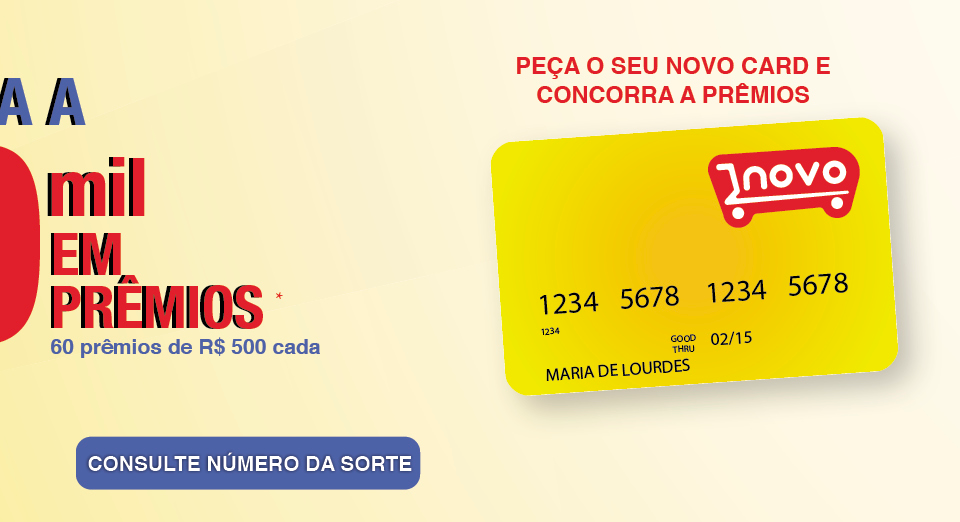 A A
mil
EM
PRÊMIOS *
60 prêmios de R$ 500 cada
CONSULTE NÚMERO DA SORTE
PEÇA O SEU NOVO CARD E
CONCORRA A PRÊMIOS
novo
1234 5678 1234 5678
1234
GOOD
THRU 02/15
MARIA DE LOURDES